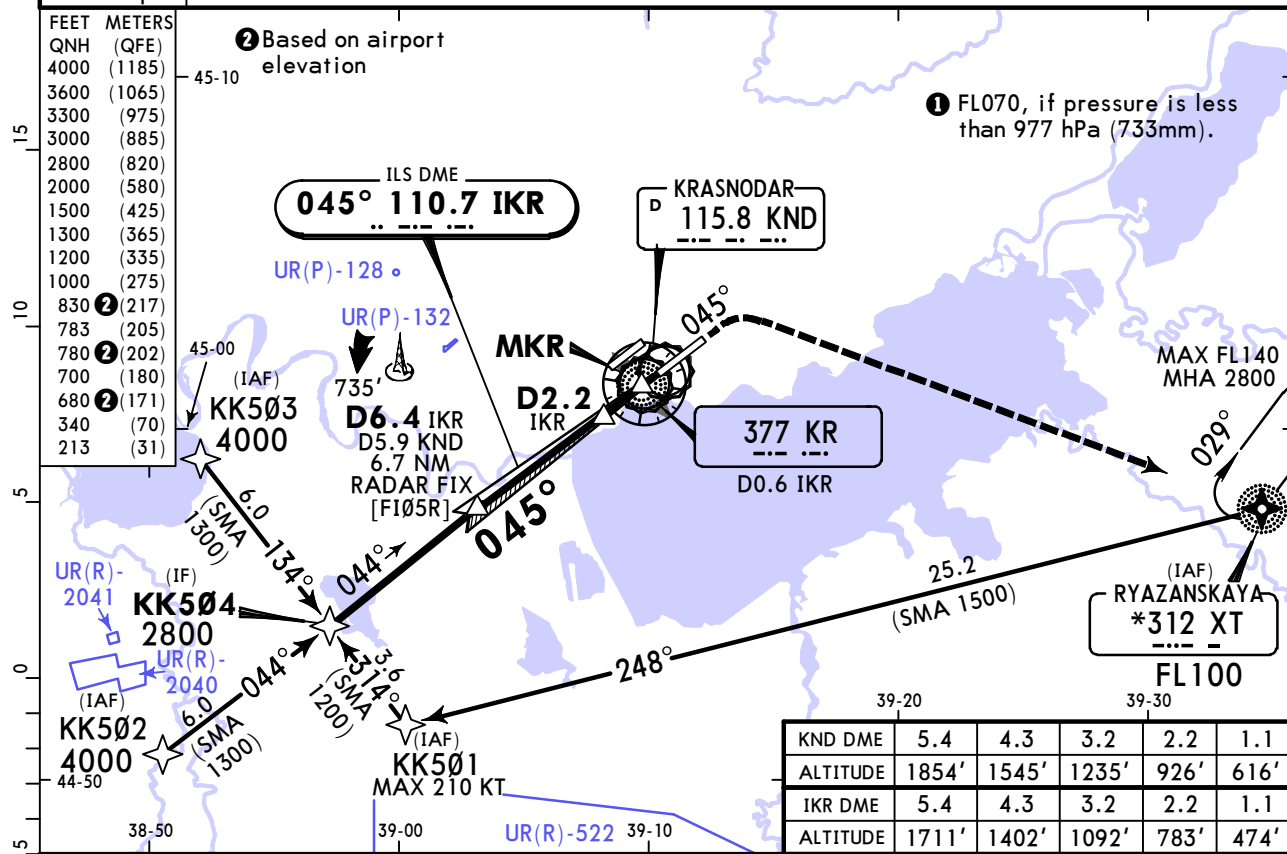 FEET METERS
QNH (QFE)
4000 (1185)
3600 (1065)
3300 (975)
3000 (885)
2800 (820)
2000 (580)
1500 (425)
1300 (365)
1200 (335)
1000 (275)
830 2 (217)
783 (205)
780 2 (202)
700 (180)
680 2 (171)
340 (70)
213 (31)
2 Based on airport
elevation
45-10
1 FL070, if pressure is less
than 977 hPa (733mm).
15
10
5
0
5
ILS DME
045° 110.7 IKR
KRASNODAR
D 115.8 KND
UR(P)-128
UR(P)-132
735'
MKR
045°
D2.2
IKR
D6.4 IKR
D5.9 KND
6.7 NM
RADAR FIX
[FI05R]
377 KR
D0.6 IKR
MAX FL140
MHA 2800
029°
45-00
(IAF)
KK503
4000
6.0
(SMA
1300)
134°
044°
045°
UR(R)-
2041
(IF)
KK504
2800
UR(R)-
2040
(IAF)
KK502
4000
6.0
044°
(SMA
1300)
3.6
314°
(SMA
1200)
(IAF)
KK501
MAX 210 KT
248°
25.2
(SMA 1500)
(IAF)
RYAZANSKAYA
*312 XT
FL100
44-50
38-50
39-00
39-10
39-20
39-30
UR(R)-522
KND DME 5.4 4.3 3.2 2.2 1.1
ALTITUDE 1854' 1545' 1235' 926' 616'
IKR DME 5.4 4.3 3.2 2.2 1.1
ALTITUDE 1711' 1402' 1092' 783' 474'